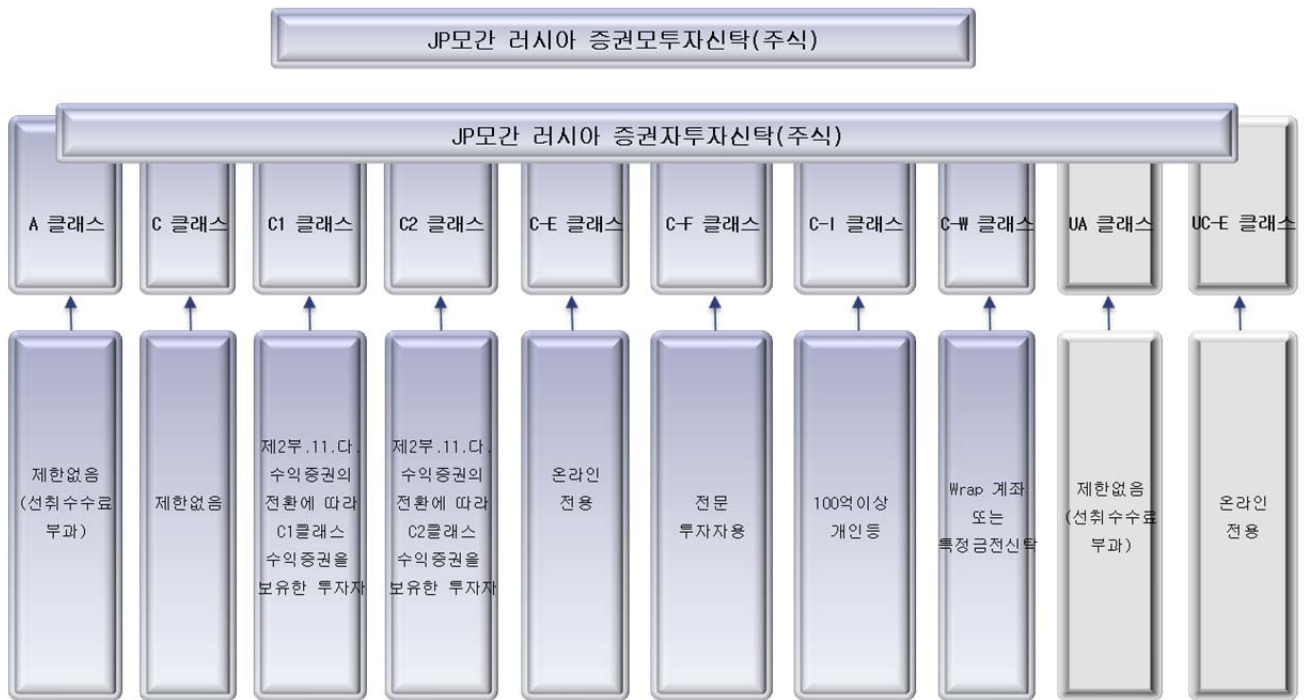 JP모간 러시아 증권모투자신탁(주식)
JP모간 러시아 증권자투자신탁(주식)
A 클래스
C 클래스
C1 클래스
C2 클래스
C-E 클래스
C-F 클래스
C-I 클래스
C-W 클래스
UA 클래스
UC-E 클래스
제한없음
(선취수수료
부과)
제한없음
제2부.11.다.
수익증권의
전환에 따라
C1클래스
수익증권을
보유한 투자자
제2부.11.다.
수익증권의
전환에 따라
C2클래스
수익증권을
보유한 투자자
온라인
전용
전문
투자자용
100억이상
개인등
Wrap 계좌
또는
특정금전신탁
제한없음
(선취수수료
부과)
온라인
전용